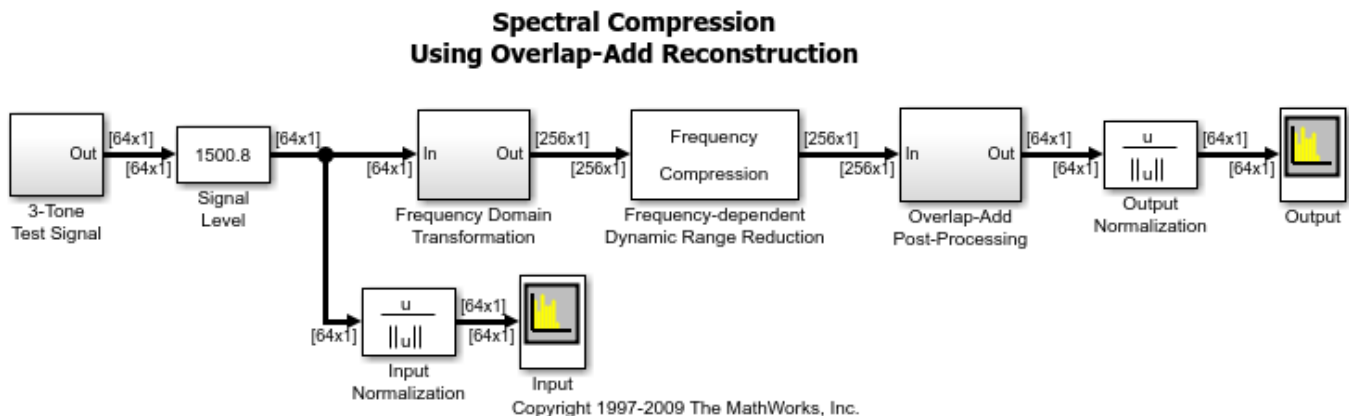 Spectral Compression
Using Overlap-Add Reconstruction
Out
[64x1]
[64x1]
3-Tone
Test Signal
1500.8
Signal
Level
[64x1]
[64x1]
In
Out
Frequency Domain
Transformation
[256x1]
[256x1]
Frequency
Compression
Frequency-dependent
Dynamic Range Reduction
[256x1]
[256x1]
In
Out
Overlap-Add
Post-Processing
[64x1]
[64x1]
u
||u||
Output
Normalization
[64x1]
[64x1]
Output
[64x1]
u
||u||
Input
Normalization
[64x1]
[64x1]
Input
Copyright 1997-2009 The MathWorks, Inc.